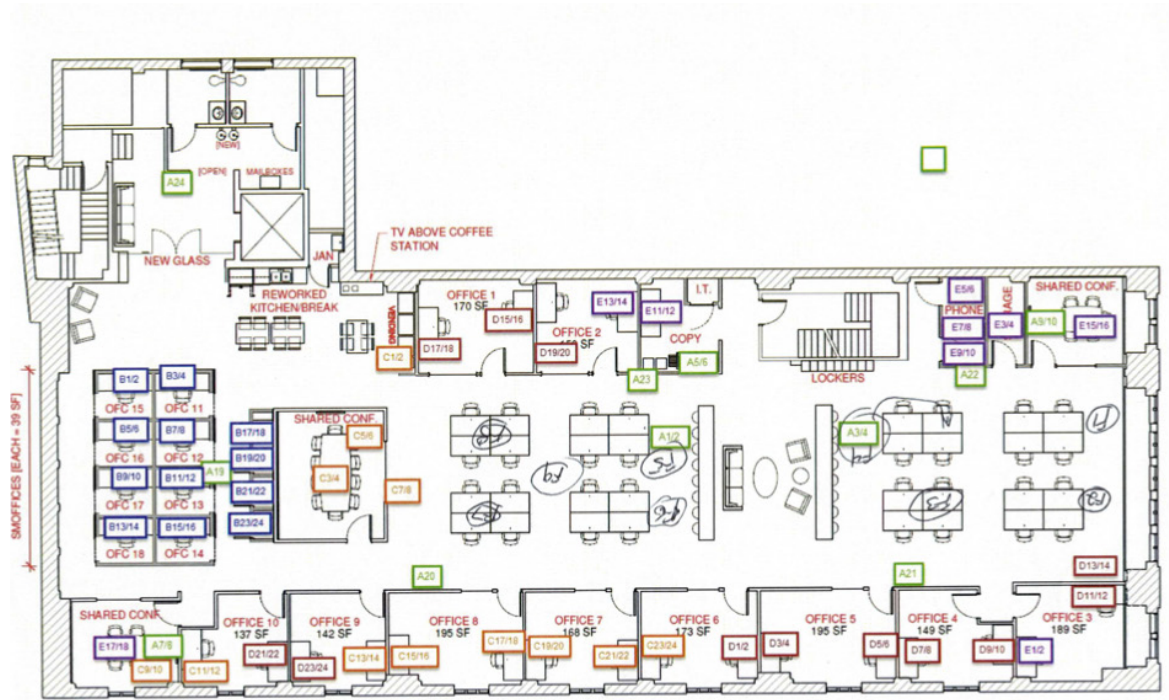 [NEW]
[OPEN]
MAILBOXES
A24
NEW GLASS
JAN
TV ABOVE COFFEE
STATION
REWORKED
KITCHEN/BREAK
VENDING
C1/2
OFFICE 1
170 SF
D15/16
D17/18
OFFICE 2
D19/20
E13/14
E11/12
I.T.
COPY
A5/6
A23
LOCKERS
E5/6
PHONE
E7/8
E9/10
A22
E3/4
SHARED CONF.
A9/10
E15/16
SMOFFICES [EACH = 39 SF]
B1/2
B3/4
OFC 15
OFC 11
B5/6
B7/8
OFC 16
OFC 12
B9/10
B11/12
OFC 17
OFC 13
B13/14
B15/16
OFC 18
OFC 14
A19
B17/18
B19/20
B21/22
B23/24
SHARED CONF.
C5/6
C3/4
C7/8
A1/2
A3/4
A20
A21
D13/14
D11/12
SHARED CONF.
E17/18
A7/8
C9/10
OFFICE 10
137 SF
C11/12
D21/22
OFFICE 9
142 SF
D23/24
C13/14
OFFICE 8
195 SF
C15/16
C17/18
OFFICE 7
168 SF
C19/20
C21/22
OFFICE 6
173 SF
C23/24
D1/2
OFFICE 5
195 SF
D3/4
D5/6
OFFICE 4
149 SF
D7/8
D9/10
OFFICE 3
189 SF
E1/2